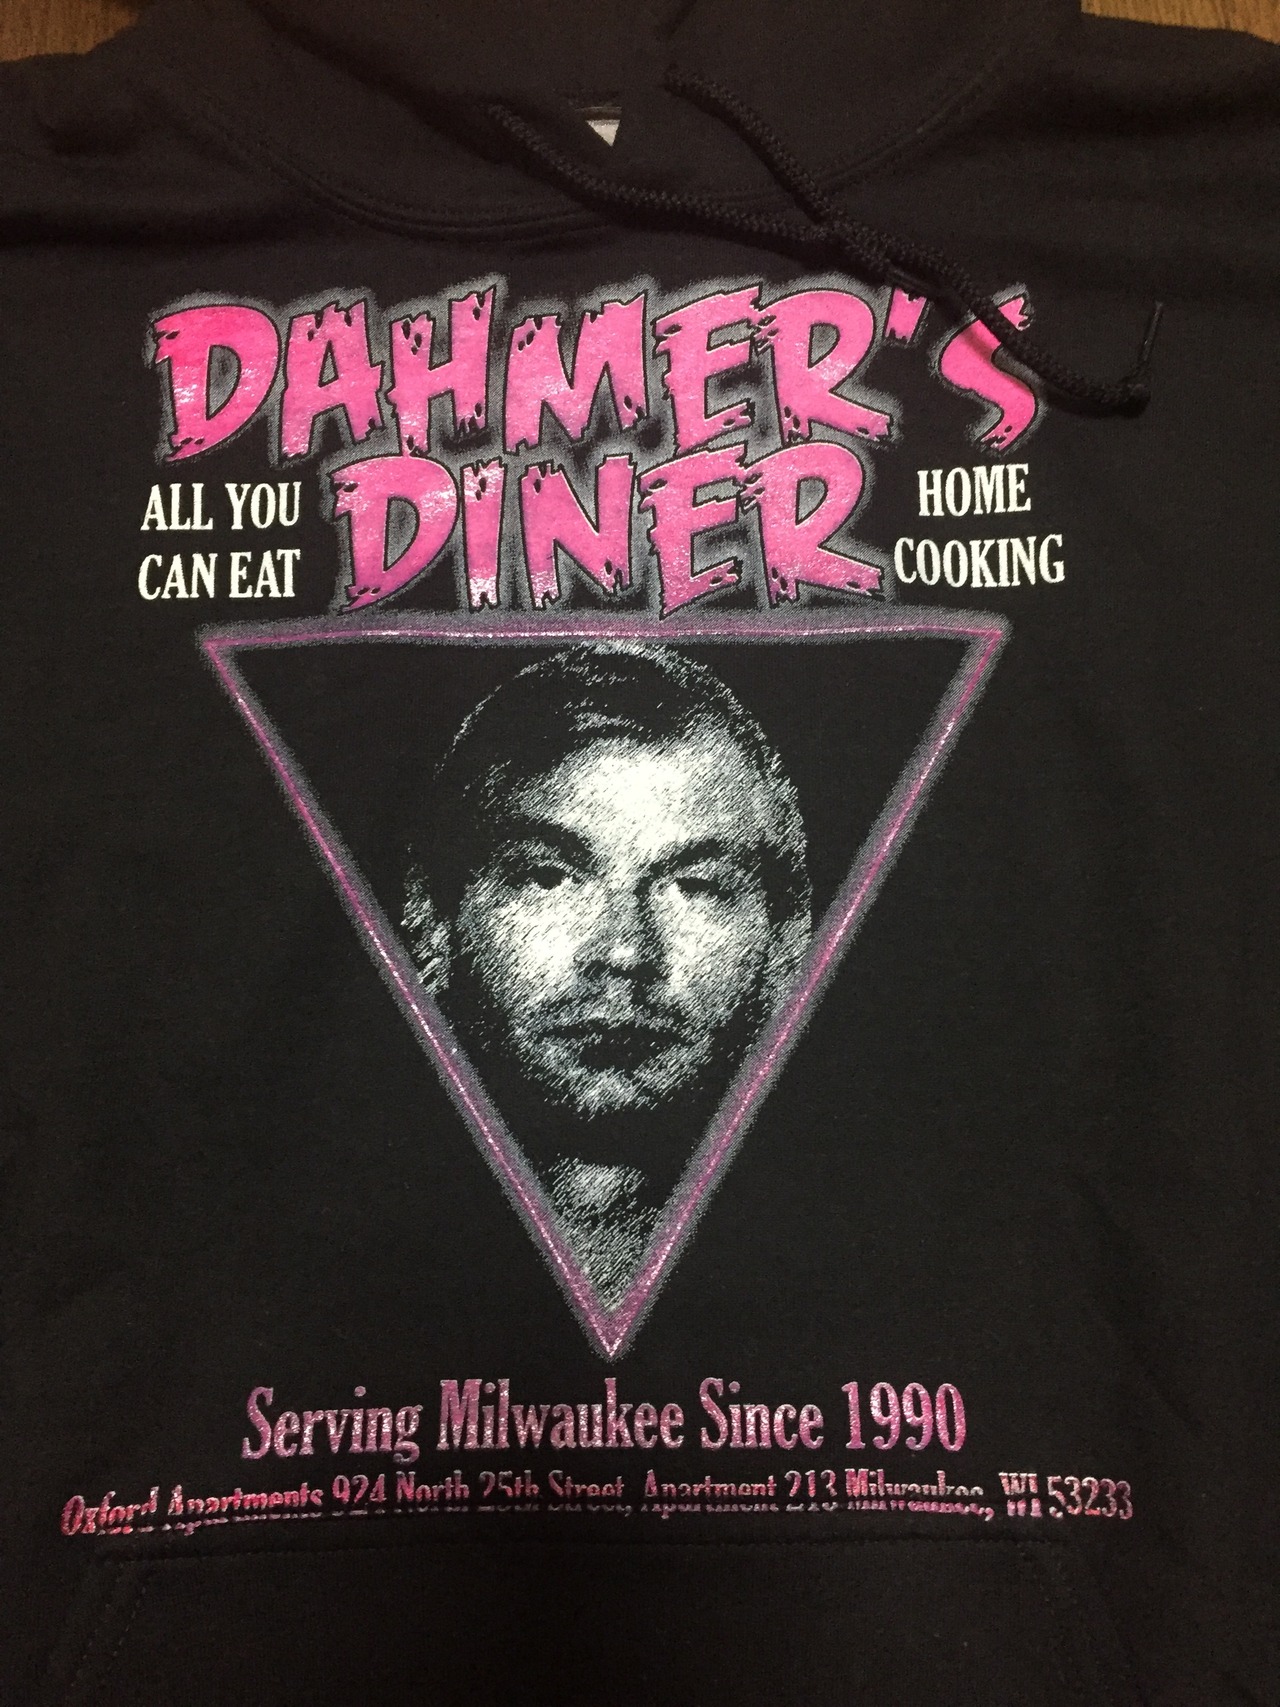 DAHMER'S
DINER
ALL YOU
CAN EAT
HOME
COOKING
Serving Milwaukee Since 1990
Oxford Apartments 924 North 25th Street, Apartment 213 Milwaukee, WI 53233